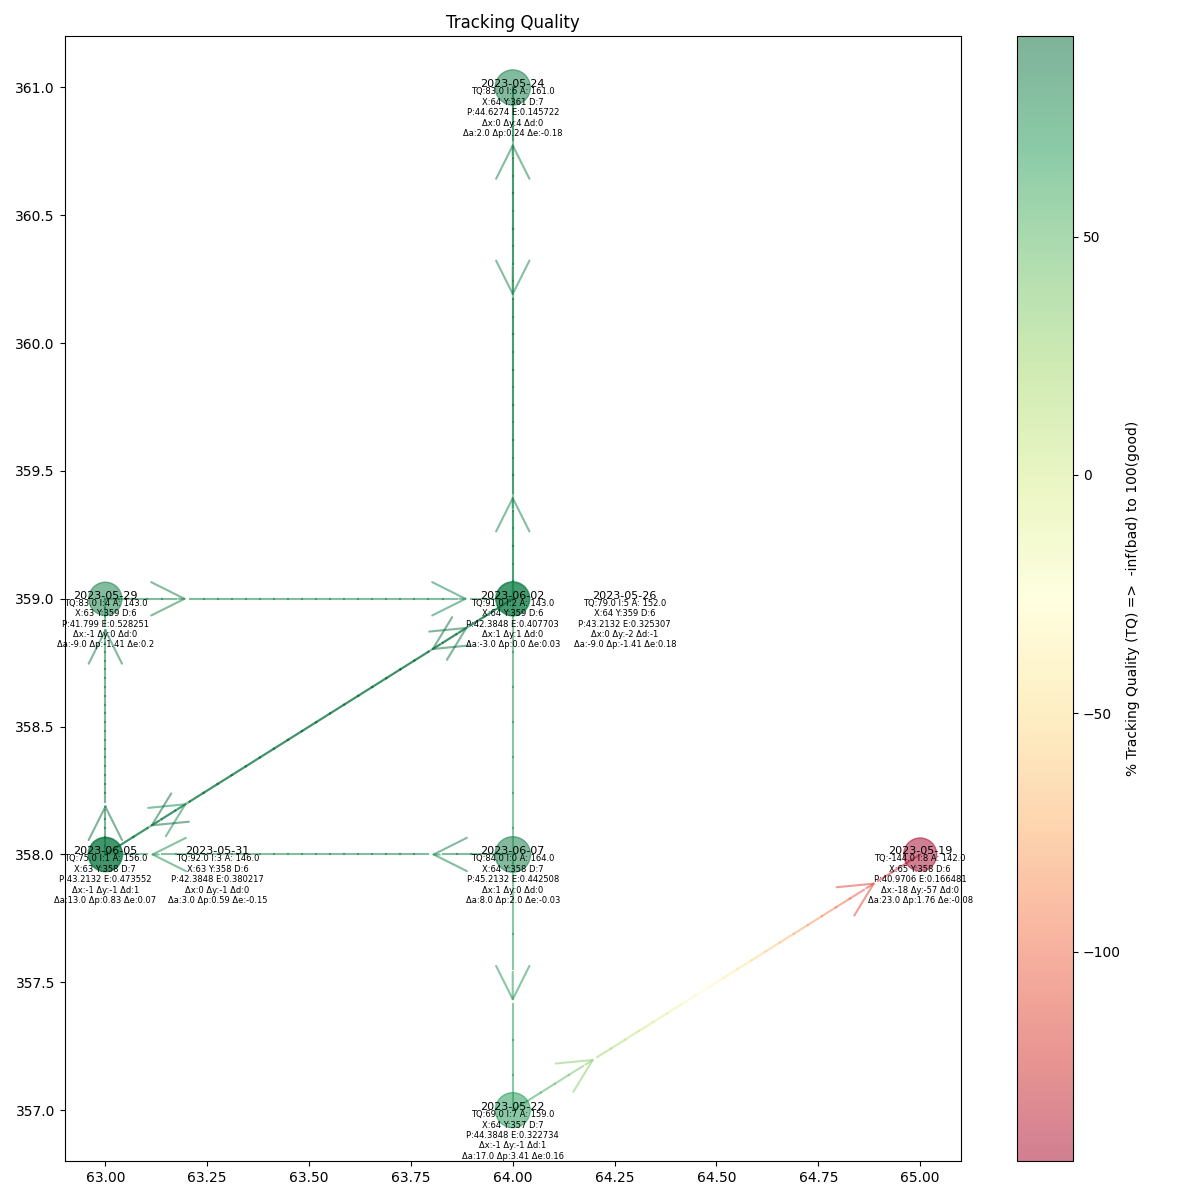 Tracking Quality
361.0
360.5
360.0
359.5
359.0
358.5
358.0
357.5
357.0
2023-05-24
TQ:83.0 I:6 A: 161.0
X:64 Y:361 D:7
P:44.6274 E:0.145722
Δx:0 Δy:4 Δd:0
Δa:2.0 Δp:0.24 Δe:-0.18
2023-05-29
TQ:83.0 I:4 A: 143.0
X:63 Y:359 D:6
P:41.799 E:0.528251
Δx:-1 Δy:0 Δd:0
Δa:-9.0 Δp:-1.41 Δe:0.2
2023-06-02
TQ:91.0 I:2 A: 143.0
X:64 Y:359 D:6
P:42.3848 E:0.407703
Δx:1 Δy:1 Δd:0
Δa:-3.0 Δp:0.0 Δe:0.03
2023-05-26
TQ:79.0 I:5 A: 152.0
X:64 Y:359 D:6
P:43.2132 E:0.325307
Δx:0 Δy:-2 Δd:-1
Δa:-9.0 Δp:-1.41 Δe:0.18
2023-06-05
TQ:75.0 I:1 A: 156.0
X:63 Y:358 D:7
P:43.2132 E:0.473552
Δx:-1 Δy:-1 Δd:1
Δa:13.0 Δp:0.83 Δe:0.07
2023-05-31
TQ:92.0 I:3 A: 146.0
X:63 Y:358 D:6
P:42.3848 E:0.380217
Δx:0 Δy:-1 Δd:0
Δa:3.0 Δp:0.59 Δe:-0.15
2023-06-07
TQ:84.0 I:0 A: 164.0
X:64 Y:358 D:7
P:45.2132 E:0.442508
Δx:1 Δy:0 Δd:0
Δa:8.0 Δp:2.0 Δe:-0.03
2023-05-19
TQ:-144.0 I:8 A: 142.0
X:65 Y:358 D:6
P:40.9706 E:0.166481
Δx:-18 Δy:-57 Δd:0
Δa:23.0 Δp:1.76 Δe:-0.08
2023-05-22
TQ:69.0 I:7 A: 159.0
X:64 Y:357 D:7
P:44.3848 E:0.322734
Δx:-1 Δy:-1 Δd:1
Δa:17.0 Δp:3.41 Δe:0.16
63.00 63.25 63.50 63.75 64.00 64.25 64.50 64.75 65.00
50
0
−50
−100
% Tracking Quality (TQ) => -inf(bad) to 100(good)